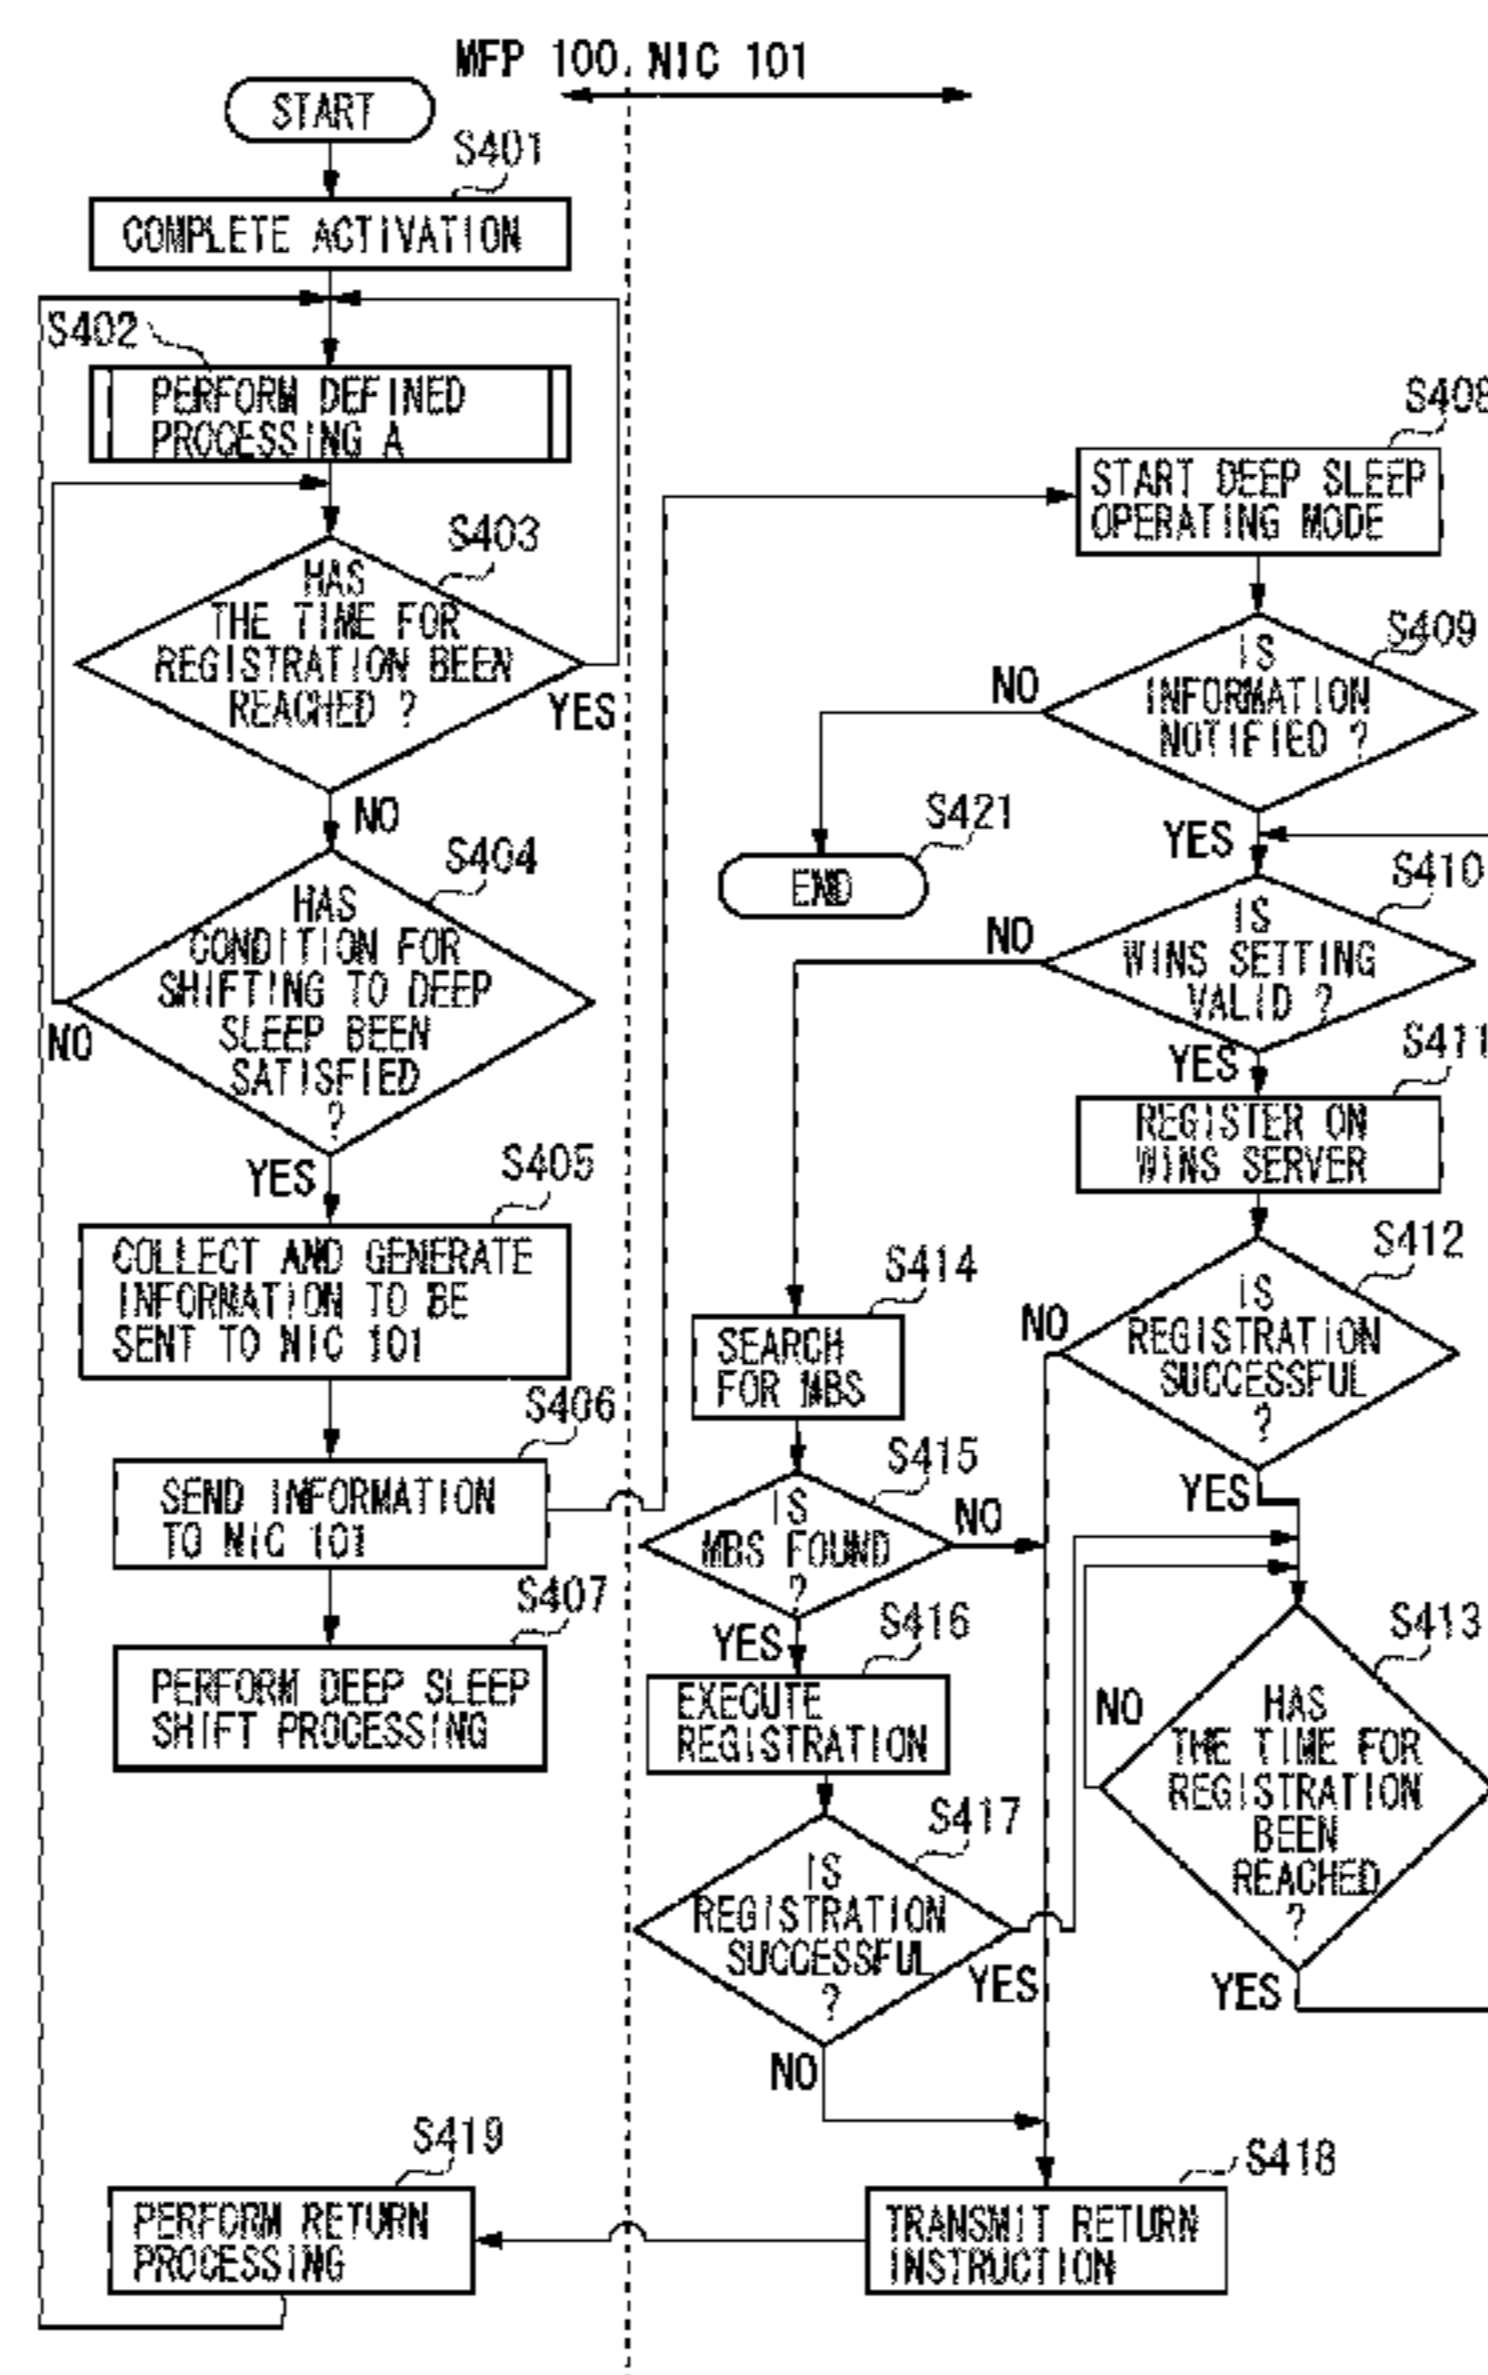 MFP 100
NIC 101
START
S401
COMPLETE ACTIVATION
S402
PERFORM DEFINED
PROCESSING A
S403
HAS
THE TIME FOR
REGISTRATION BEEN
REACHED ?
YES
NO
S404
HAS
CONDITION FOR
SHIFTING TO DEEP
SLEEP BEEN
SATISFIED
?
NO
YES
S405
COLLECT AND GENERATE
INFORMATION TO BE
SENT TO NIC 101
S406
SEND INFORMATION
TO NIC 101
S407
PERFORM DEEP SLEEP
SHIFT PROCESSING
S408
START DEEP SLEEP
OPERATING MODE
S409
IS
INFORMATION
NOTIFIED ?
NO
YES
S421
END
S410
IS
WINS SETTING
VALID ?
NO
YES
S411
REGISTER ON
WINS SERVER
S412
IS
REGISTRATION
SUCCESSFUL
?
NO
YES
S413
HAS
THE TIME FOR
REGISTRATION
BEEN
REACHED
?
NO
YES
S414
SEARCH
FOR MBS
S415
IS
MBS FOUND
?
NO
YES
S416
EXECUTE
REGISTRATION
S417
IS
REGISTRATION
SUCCESSFUL
?
YES
NO
S418
TRANSMIT RETURN
INSTRUCTION
S419
PERFORM RETURN
PROCESSING